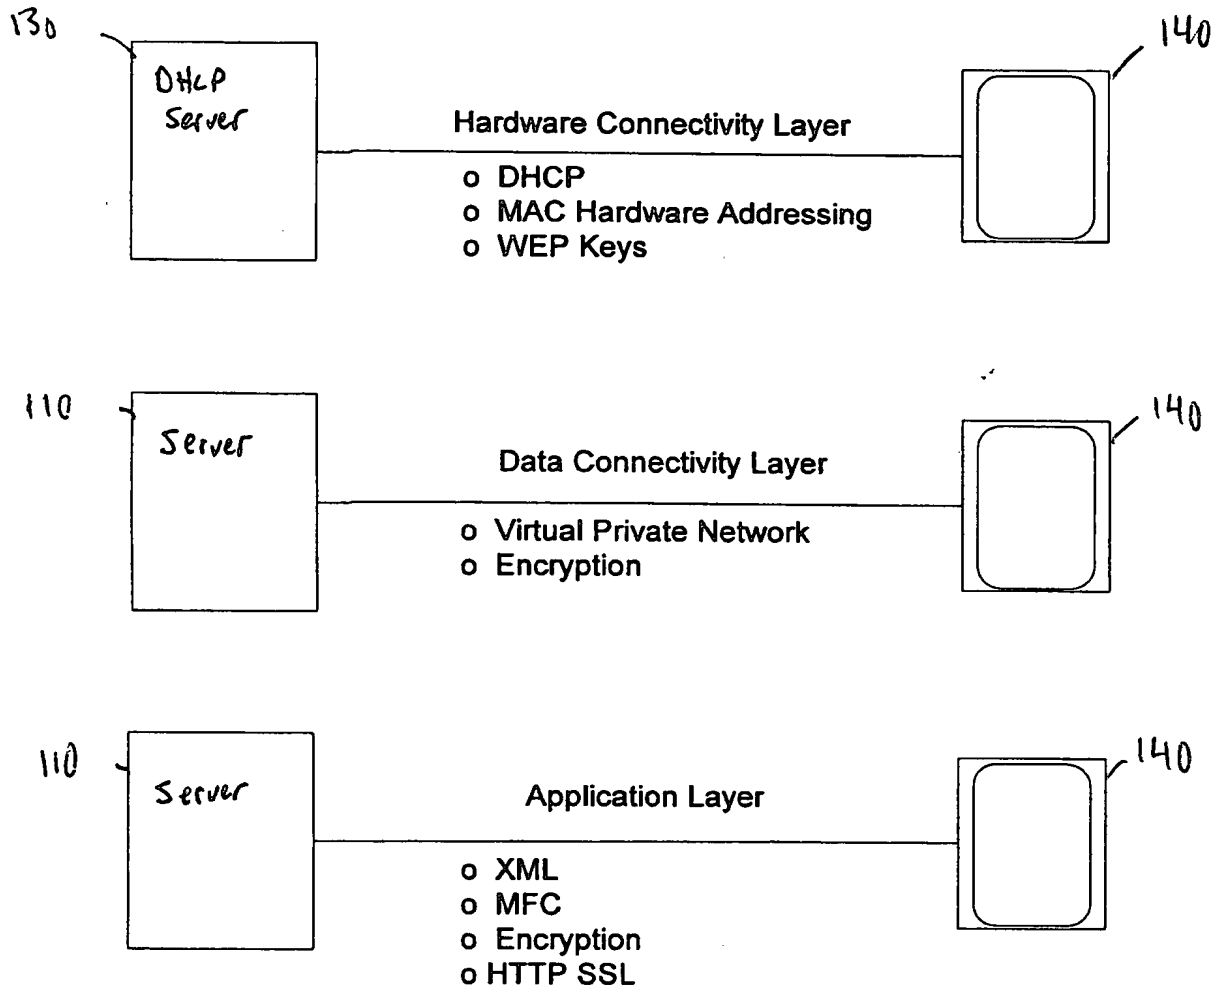 130
140
DHCP
Server
Hardware Connectivity Layer
o DHCP
o MAC Hardware Addressing
o WEP Keys
110
140
Server
Data Connectivity Layer
o Virtual Private Network
o Encryption
110
140
Server
Application Layer
o XML
o MFC
o Encryption
o HTTP SSL